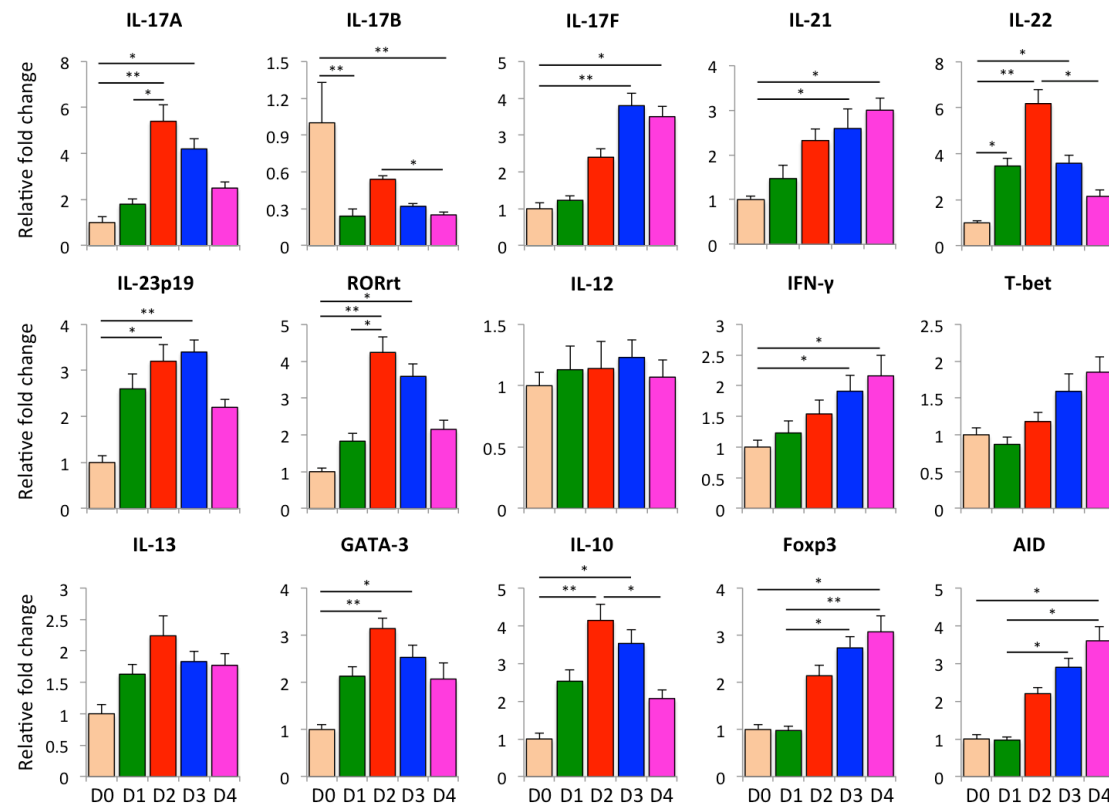 IL-17A IL-17B IL-17F IL-21 IL-22
Relative fold change
8 6 4 2 0
* ** *
1.5 1.2 0.9 0.6 0.3 0
** ** *
5 4 3 2 1 0
* **
4 3 2 1 0
* *
8 6 4 2 0
* ** * *
IL-23p19 RORrt IL-12 IFN-γ T-bet
Relative fold change
4 3 2 1 0
** *
5 4 3 2 1 0
* ** *
1.5 1 0.5 0
2.5 2 1.5 1 0.5 0
* *
2.5 2 1.5 1 0.5 0
IL-13 GATA-3 IL-10 Foxp3 AID
Relative fold change
3 2.5 2 1.5 1 0.5 0
4 3 2 1 0
* **
5 4 3 2 1 0
* ** *
4 3 2 1 0
* ** *
5 4 3 2 1 0
* * *
D0 D1 D2 D3 D4 D0 D1 D2 D3 D4 D0 D1 D2 D3 D4 D0 D1 D2 D3 D4 D0 D1 D2 D3 D4